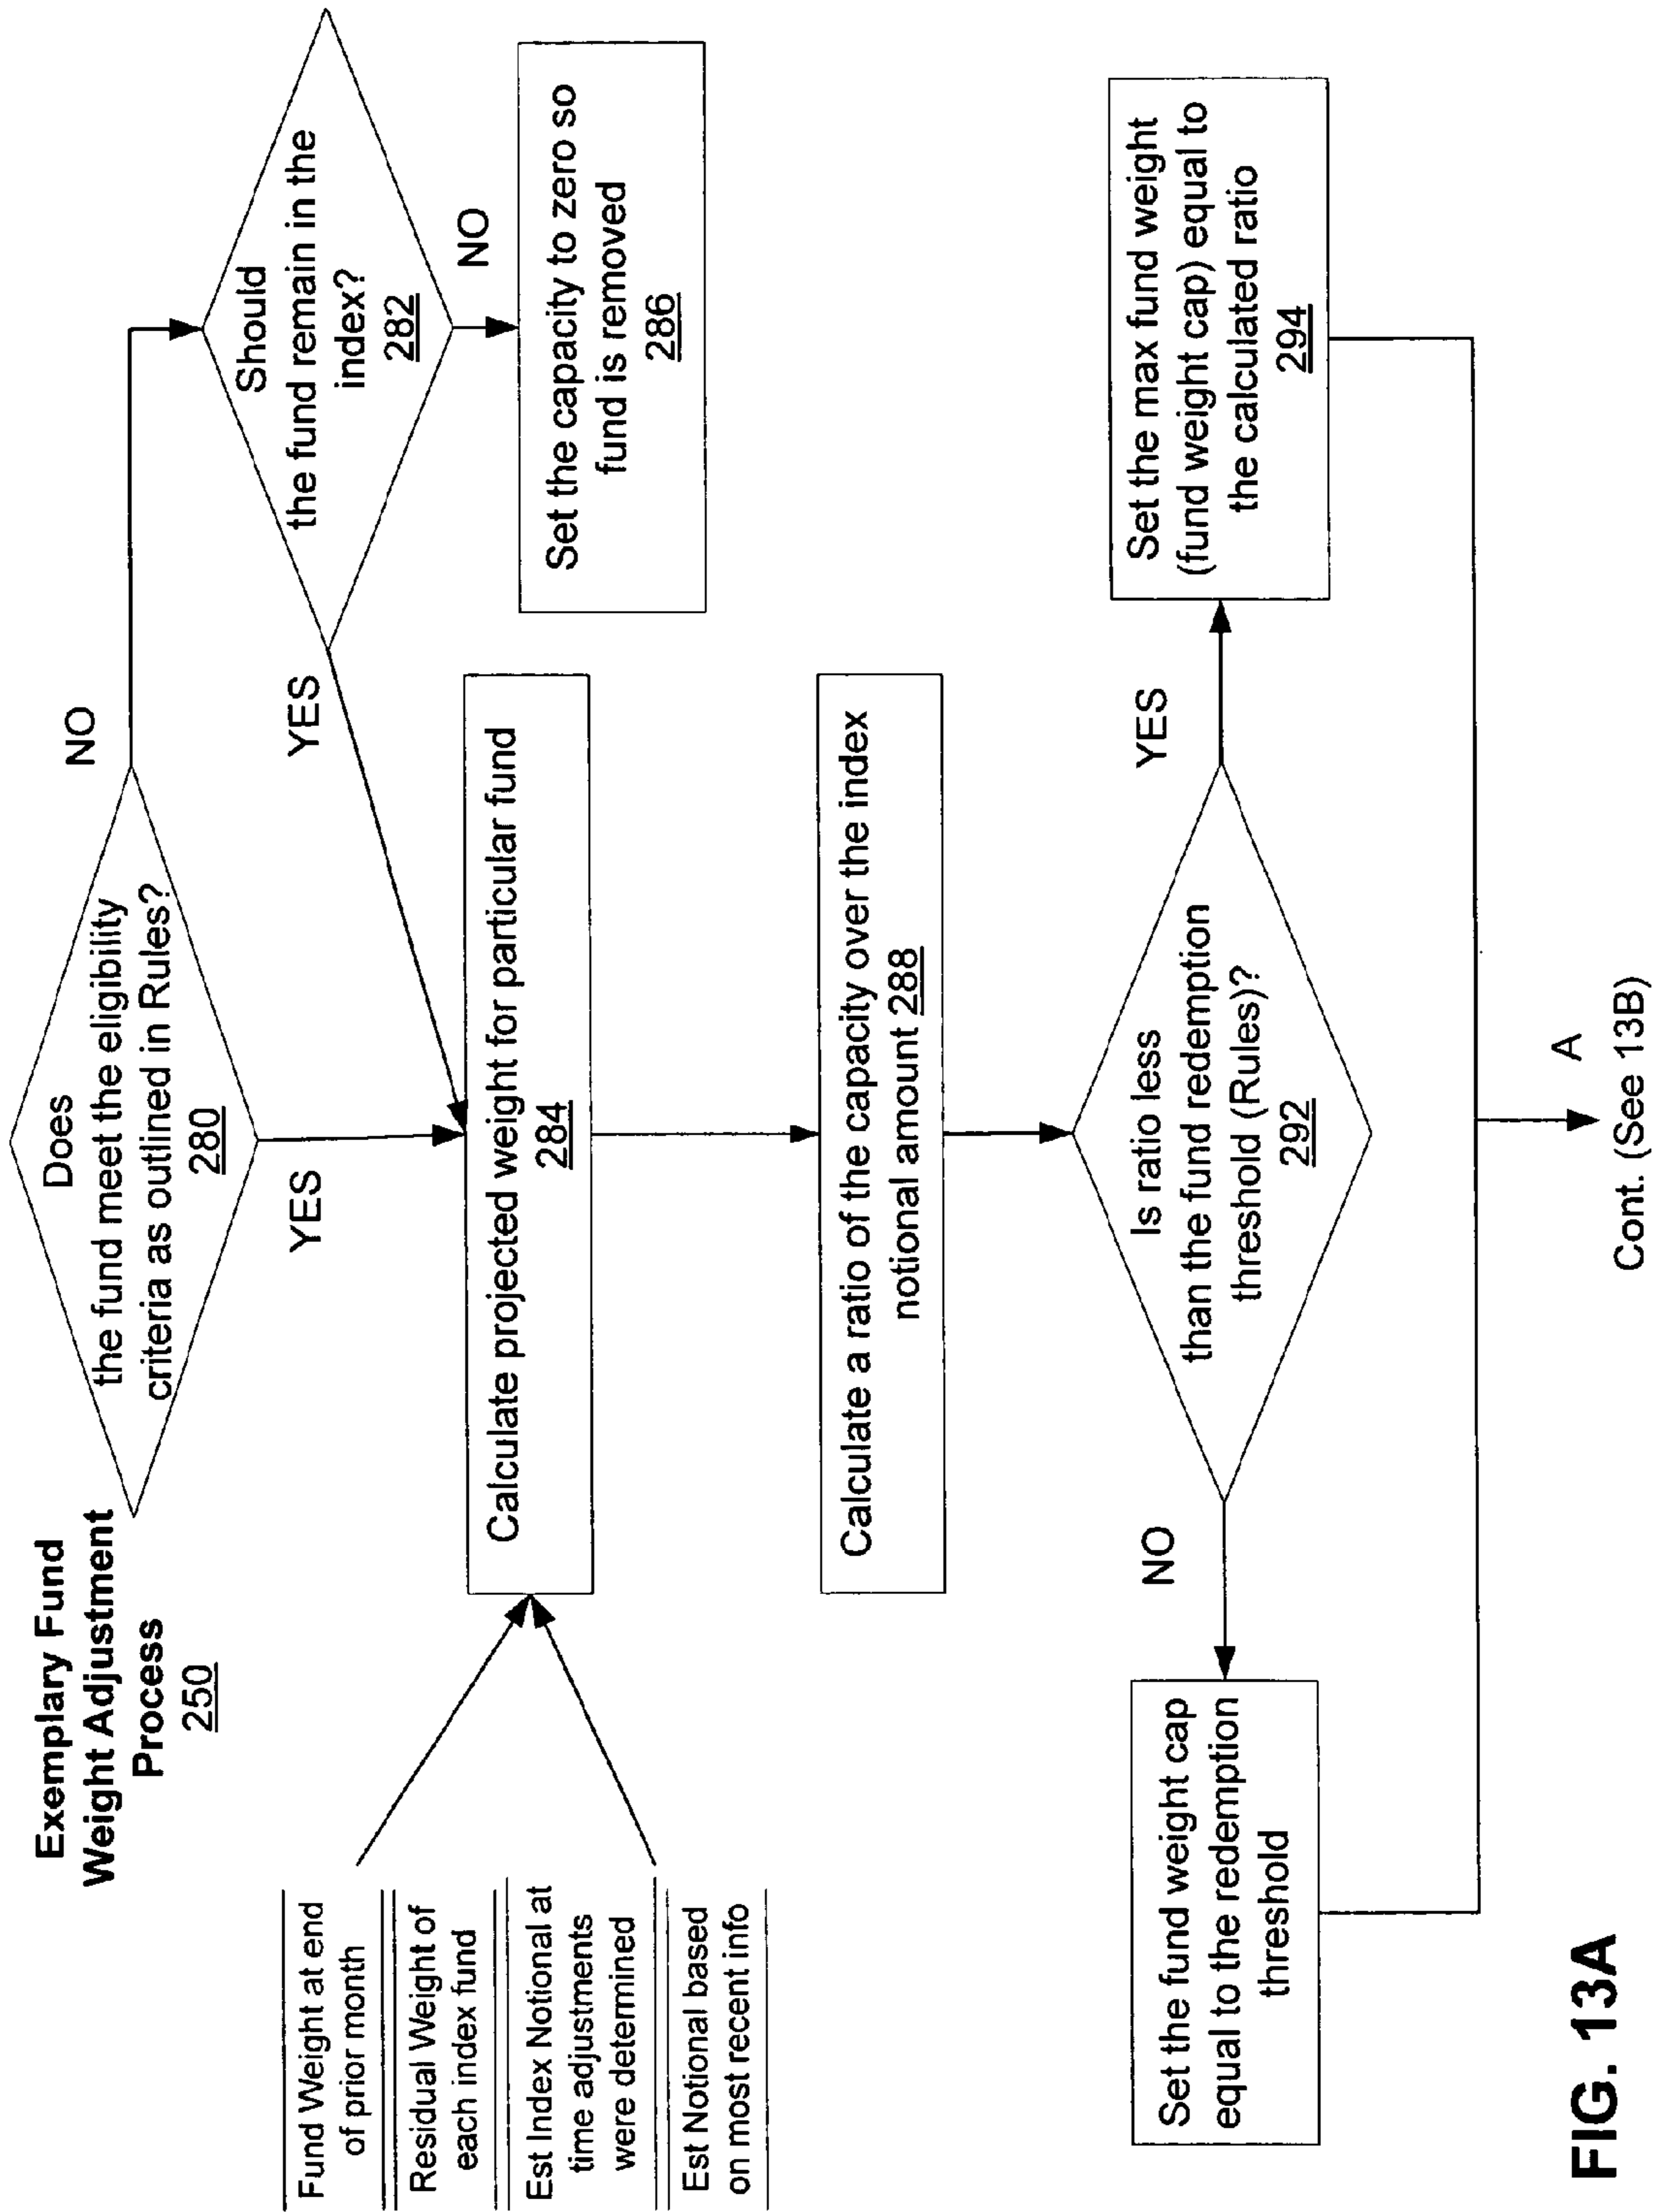 Exemplary Fund
Weight Adjustment
Process
250
Does
the fund meet the eligibility
criteria as outlined in Rules?
280
NO
YES
Should
the fund remain in the
index?
282
YES
NO
Set the capacity to zero so
fund is removed
286
Fund Weight at end
of prior month
Residual Weight of
each index fund
Est Index Notional at
time adjustments
were determined
Est Notional based
on most recent info
Calculate projected weight for particular fund
284
Calculate a ratio of the capacity over the index
notional amount 288
Is ratio less
than the fund redemption
threshold (Rules)?
292
NO
YES
Set the fund weight cap
equal to the redemption
threshold
Set the max fund weight
(fund weight cap) equal to
the calculated ratio
294
A
Cont. (See 13B)
FIG. 13A